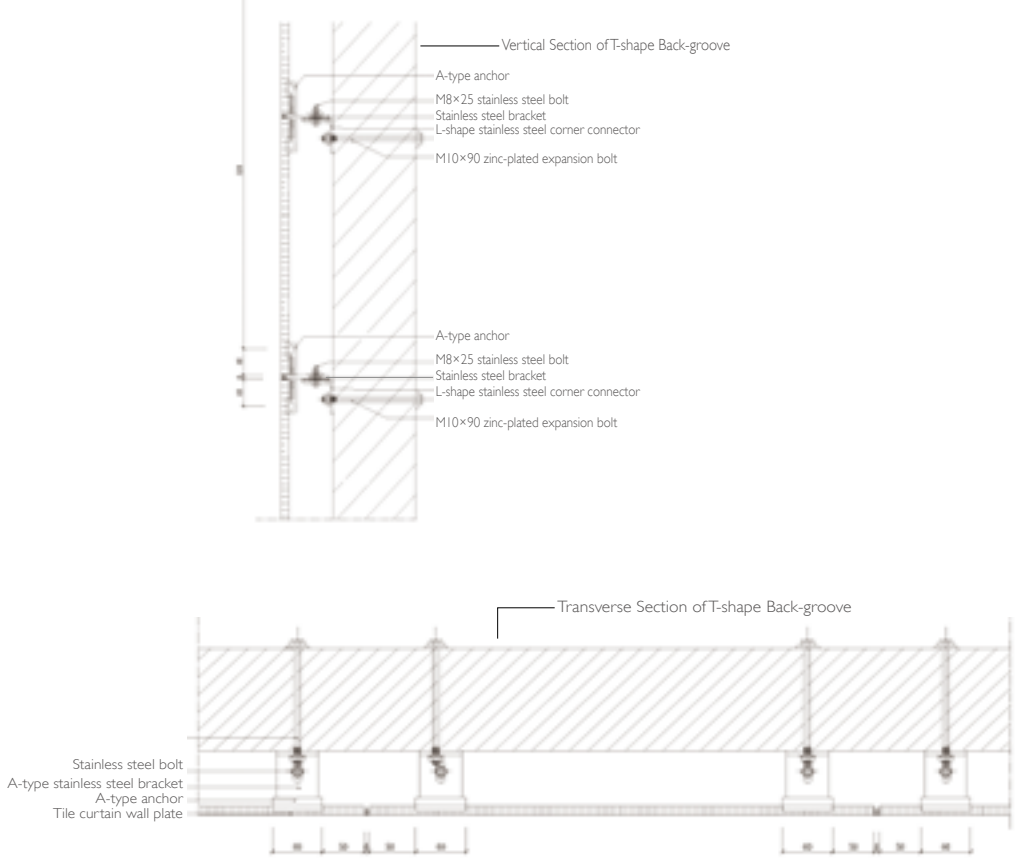 Vertical Section of T-shape Back-groove
A-type anchor
M8×25 stainless steel bolt
Stainless steel bracket
L-shape stainless steel corner connector
M10×90 zinc-plated expansion bolt
A-type anchor
M8×25 stainless steel bolt
Stainless steel bracket
L-shape stainless steel corner connector
M10×90 zinc-plated expansion bolt
Transverse Section of T-shape Back-groove
Stainless steel bolt
A-type stainless steel bracket
A-type anchor
Tile curtain wall plate